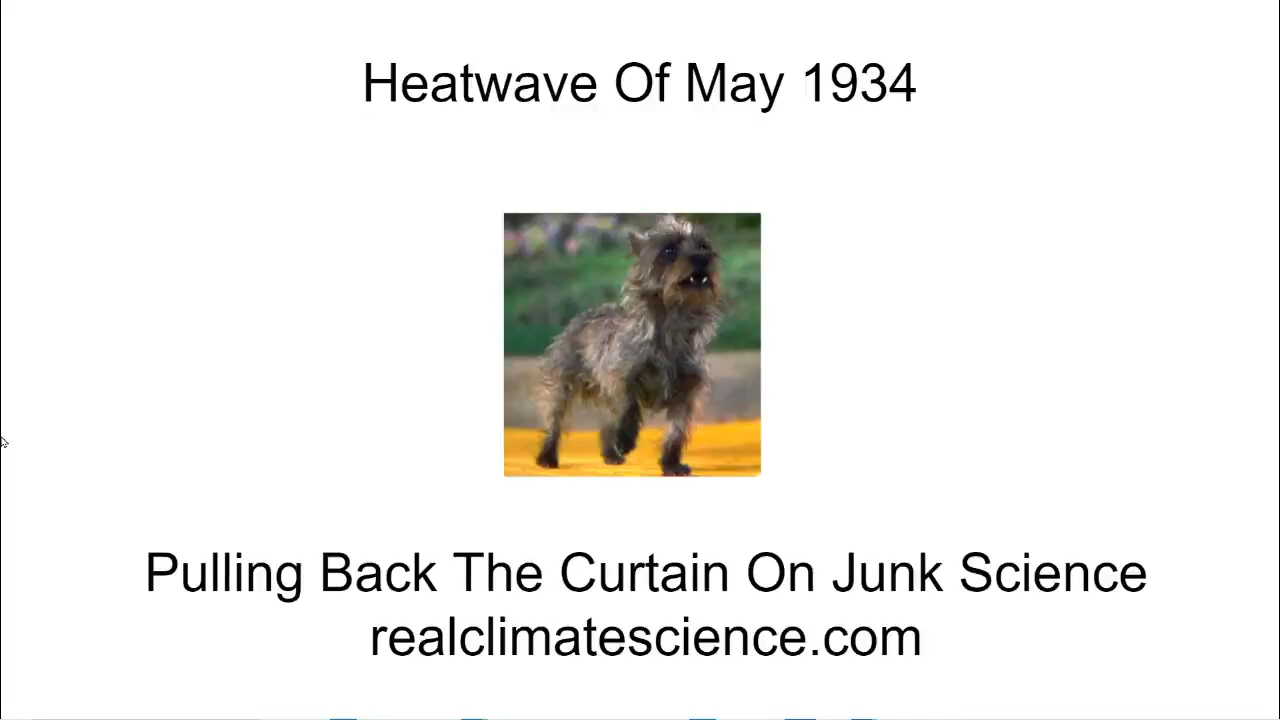 Heatwave Of May 1934
Pulling Back The Curtain On Junk Science
realclimatescience.com